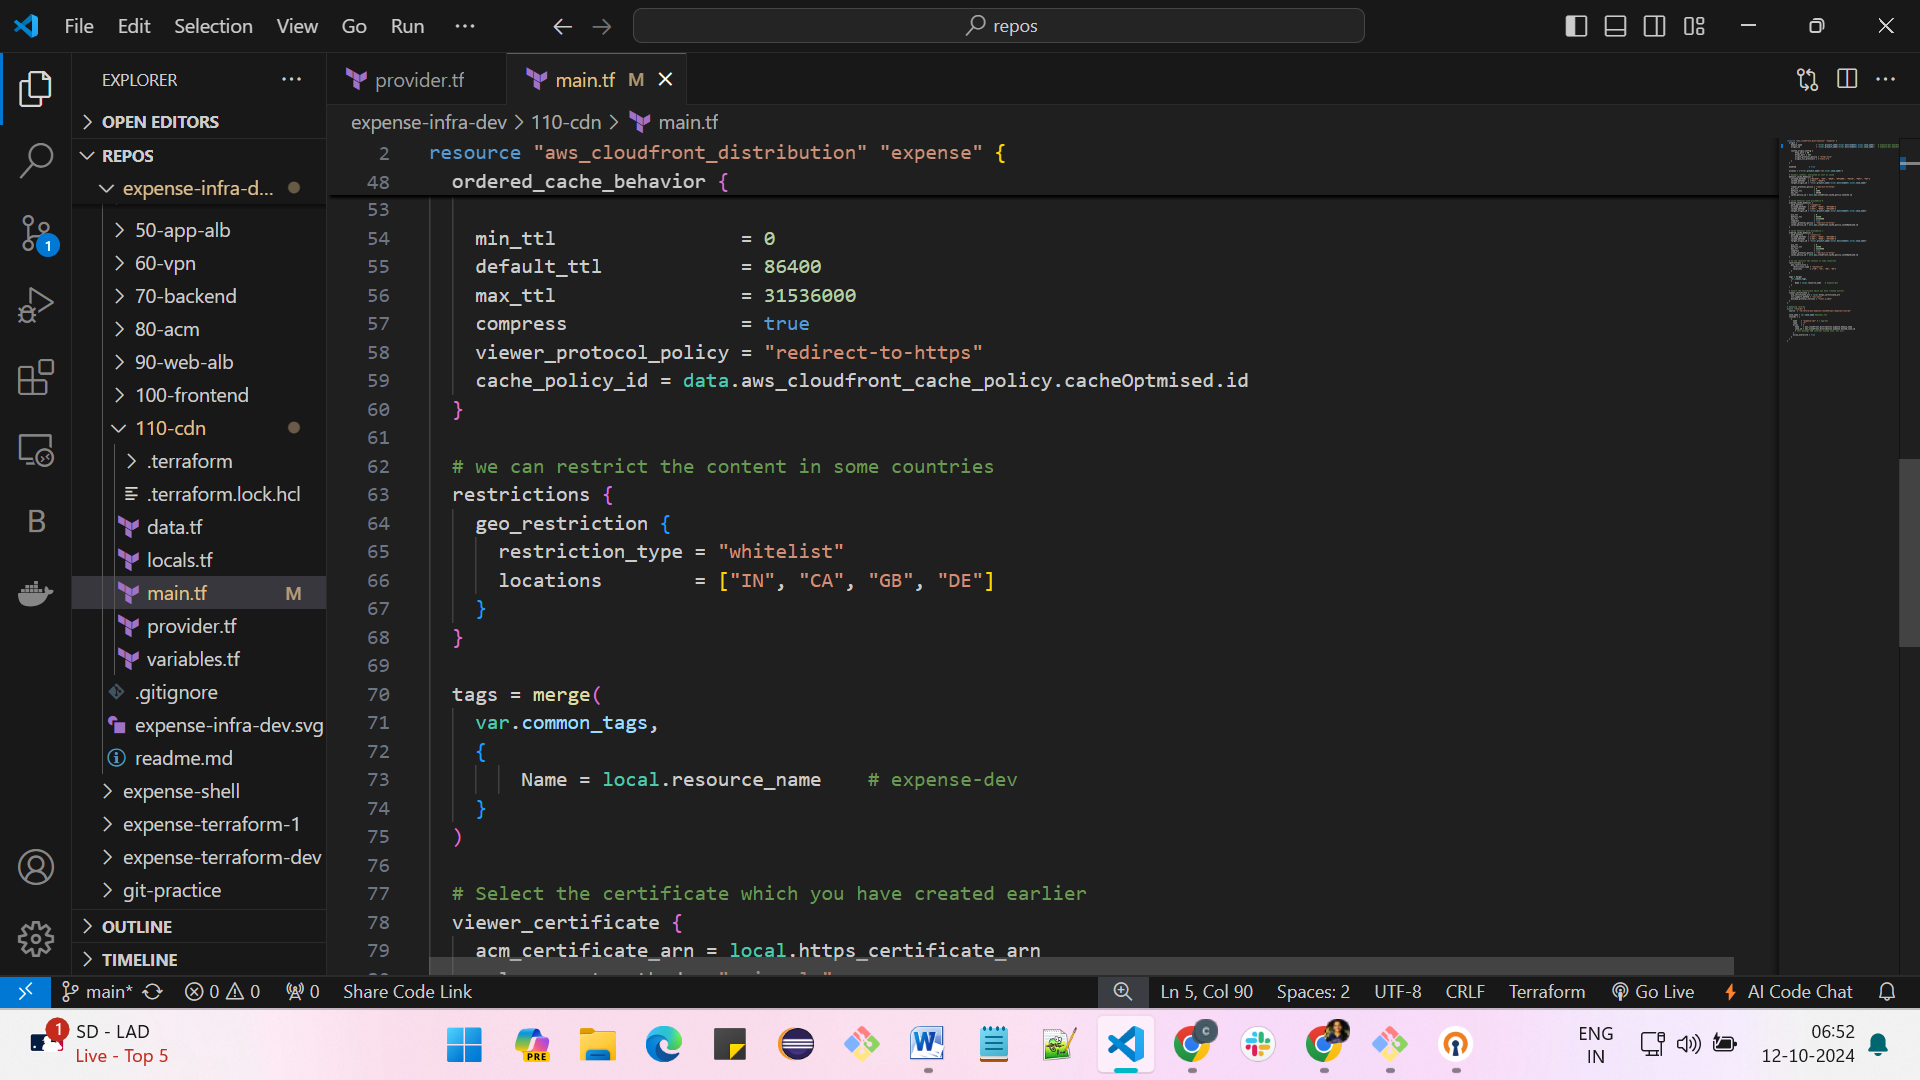 File Edit Selection View Go Run ··· repos
EXPLORER ···
OPEN EDITORS
REPOS
expense-infra-d...
50-app-alb
60-vpn
70-backend
80-acm
90-web-alb
100-frontend
110-cdn
.terraform
.terraform.lock.hcl
data.tf
locals.tf
main.tf M
provider.tf
variables.tf
.gitignore
expense-infra-dev.svg
readme.md
expense-shell
expense-terraform-1
expense-terraform-dev
git-practice
OUTLINE
TIMELINE
1
B
provider.tf main.tf M
expense-infra-dev > 110-cdn > main.tf
2 resource "aws_cloudfront_distribution" "expense" {
48 ordered_cache_behavior {
53
54 min_ttl = 0
55 default_ttl = 86400
56 max_ttl = 31536000
57 compress = true
58 viewer_protocol_policy = "redirect-to-https"
59 cache_policy_id = data.aws_cloudfront_cache_policy.cacheOptmised.id
60 }
61
62 # we can restrict the content in some countries
63 restrictions {
64 geo_restriction {
65 restriction_type = "whitelist"
66 locations = ["IN", "CA", "GB", "DE"]
67 }
68 }
69
70 tags = merge(
71 var.common_tags,
72 {
73 Name = local.resource_name # expense-dev
74 }
75 )
76
77 # Select the certificate which you have created earlier
78 viewer_certificate {
79 acm_certificate_arn = local.https_certificate_arn
main* 0 0 0 Share Code Link Ln 5, Col 90 Spaces: 2 UTF-8 CRLF Terraform Go Live AI Code Chat
1 SD - LAD
Live - Top 5
PRE
W
C
ENG
IN
06:52
12-10-2024